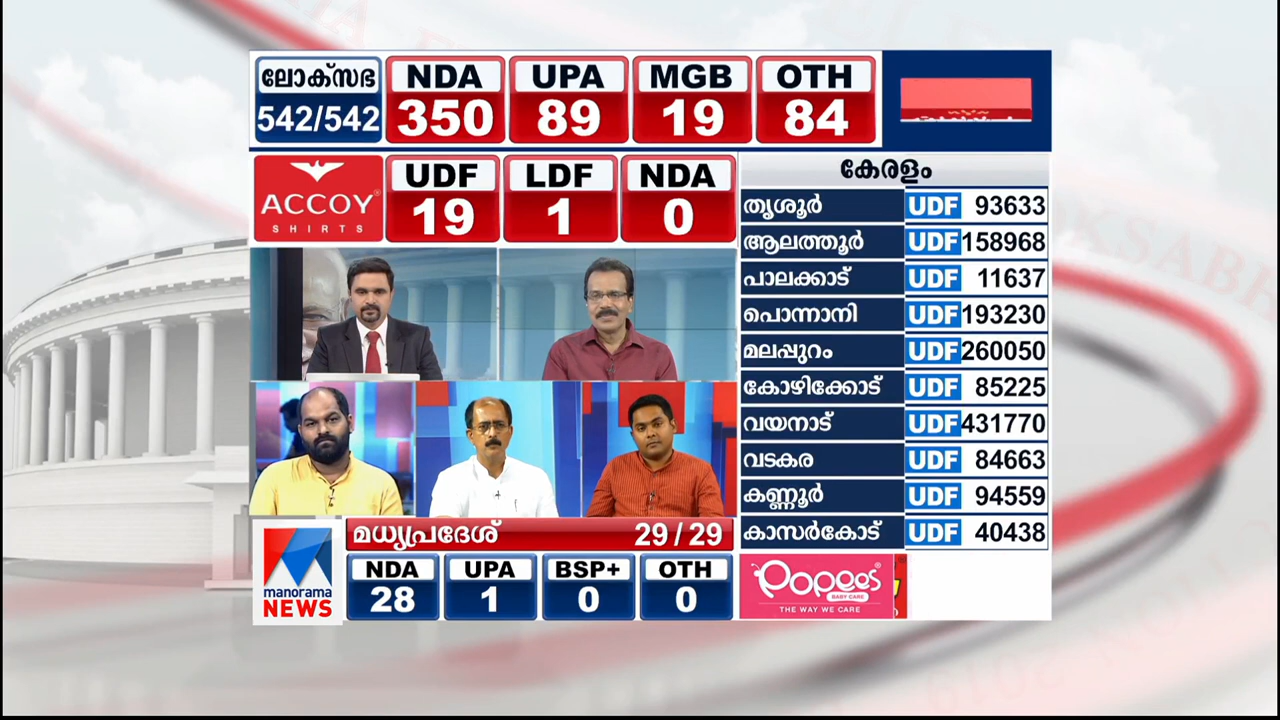 ലോക്സഭ NDA UPA MGB OTH
542/542 350 89 19 84
ACCOY
SHIRTS
UDF LDF NDA
19 1 0
കേരളം
തൃശൂർ UDF 93633
ആലത്തൂർ UDF 158968
പാലക്കാട് UDF 11637
പൊന്നാനി UDF 193230
മലപ്പുറം UDF 260050
കോഴിക്കോട് UDF 85225
വയനാട് UDF 431770
വടകര UDF 84663
കണ്ണൂർ UDF 94559
കാസർകോട് UDF 40438
മധ്യപ്രദേശ് 29/29
NDA UPA BSP+ OTH
28 1 0 0
manorama
NEWS
Popees®
BABY CARE
THE WAY WE CARE